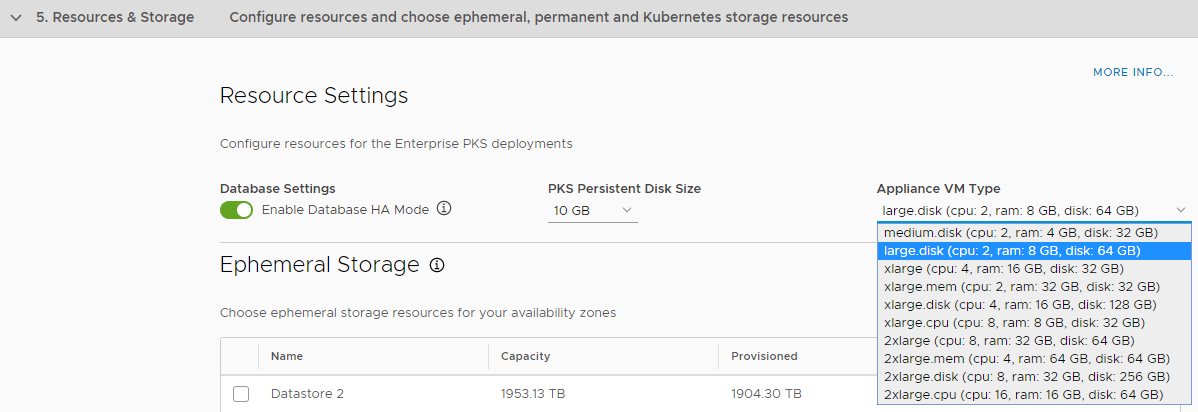 5. Resources & Storage Configure resources and choose ephemeral, permanent and Kubernetes storage resources
MORE INFO...
Resource Settings
Configure resources for the Enterprise PKS deployments
Database Settings PKS Persistent Disk Size Appliance VM Type
Enable Database HA Mode 10 GB large.disk (cpu: 2, ram: 8 GB, disk: 64 GB)
medium.disk (cpu: 2, ram: 4 GB, disk: 32 GB)
large.disk (cpu: 2, ram: 8 GB, disk: 64 GB)
xlarge (cpu: 4, ram: 16 GB, disk: 32 GB)
xlarge.mem (cpu: 2, ram: 32 GB, disk: 32 GB)
xlarge.disk (cpu: 4, ram: 16 GB, disk: 128 GB)
xlarge.cpu (cpu: 8, ram: 8 GB, disk: 32 GB)
2xlarge (cpu: 8, ram: 32 GB, disk: 64 GB)
2xlarge.mem (cpu: 4, ram: 64 GB, disk: 64 GB)
2xlarge.disk (cpu: 8, ram: 32 GB, disk: 256 GB)
2xlarge.cpu (cpu: 16, ram: 16 GB, disk: 64 GB)
Ephemeral Storage
Choose ephemeral storage resources for your availability zones
Name Capacity Provisioned
Datastore 2 1953.13 TB 1904.30 TB